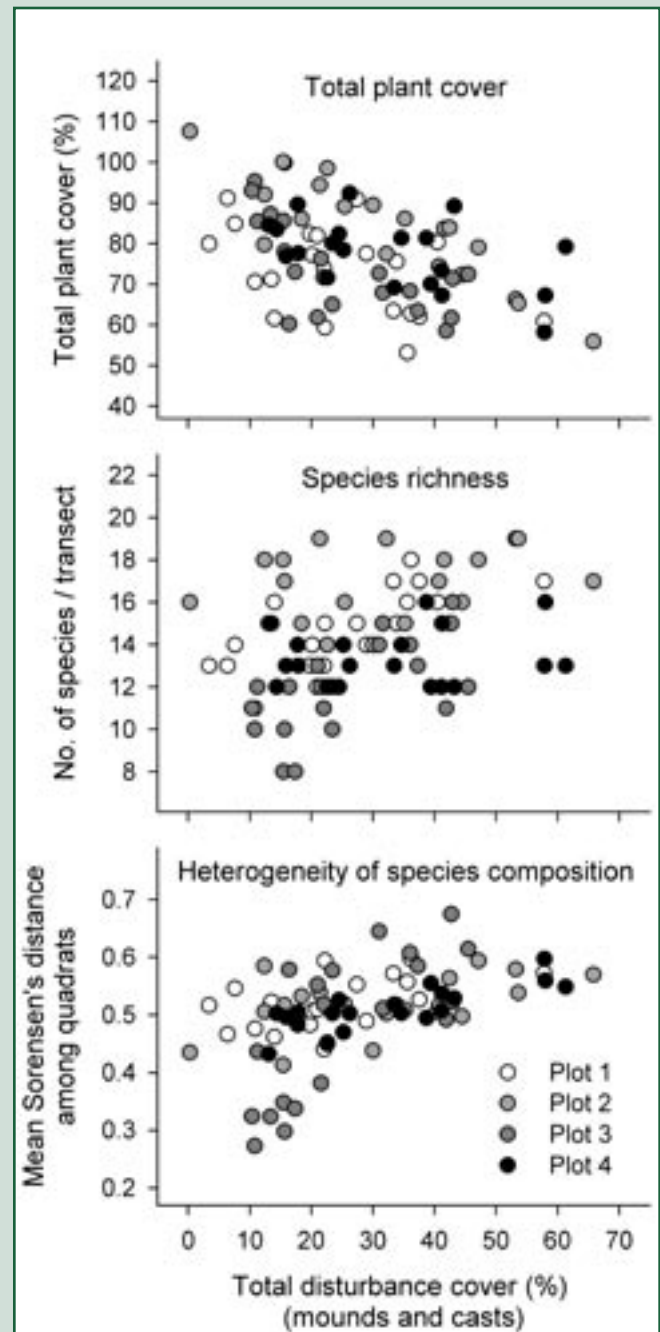 Total plant cover
Total plant cover (%)
120
110
100
90
80
70
60
50
40
Species richness
No. of species / transect
22
20
18
16
14
12
10
8
Heterogeneity of species composition
Mean Sorensen's distance
among quadrats
0.7
0.6
0.5
0.4
0.3
0.2
Plot 1
Plot 2
Plot 3
Plot 4
0 10 20 30 40 50 60 70
Total disturbance cover (%)
(mounds and casts)